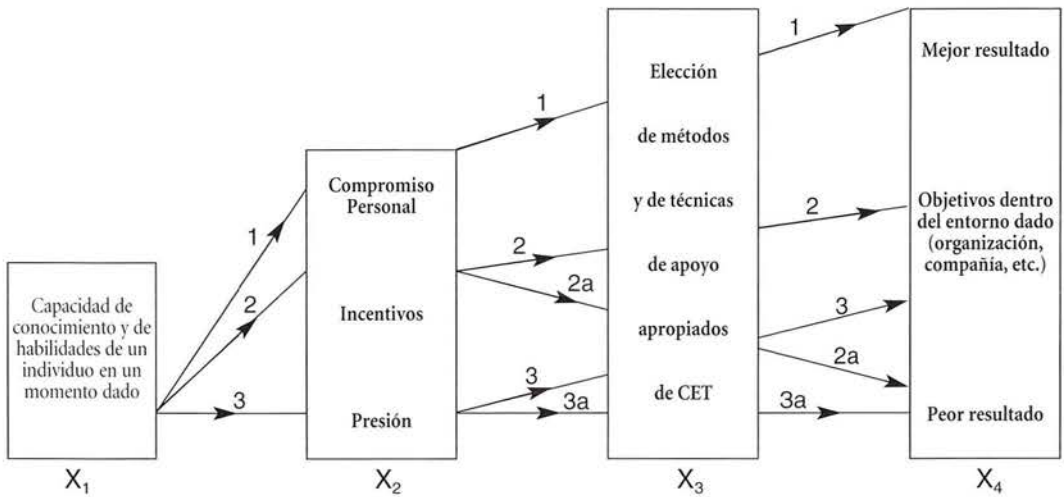 Capacidad de
conocimiento y de
habilidades de un
individuo en un
momento dado
X1
1
2
3
Compromiso
Personal
Incentivos
Presión
X2
1
2
2a
3
3a
Elección
de métodos
y de técnicas
de apoyo
apropiados
de CET
X3
1
2
3
2a
3a
Mejor resultado
Objetivos dentro
del entorno dado
(organización,
compañía, etc.)
Peor resultado
X4